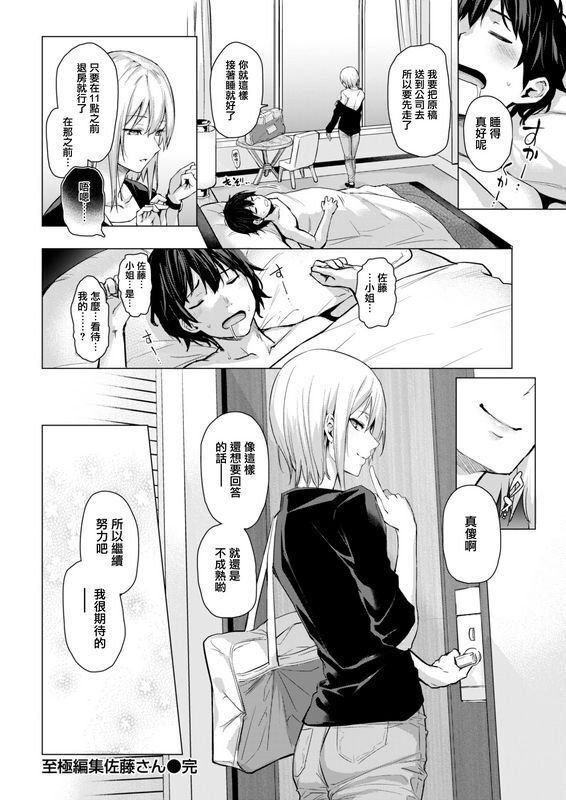 睡得
真好呢
我要把原稿
送到公司去
所以要先走了
你就這樣
接著睡就好了
只要在11點之前
退房就行了
在那之前…
唔嗯……
佐藤
小姐…
佐藤
小姐…是…
怎麼…看待
我的……?
真傻啊
像這樣
還想要回答
的話——
就還是
不成熟喲
所以繼續
努力吧——
我很期待的
至極編集佐藤さん●完